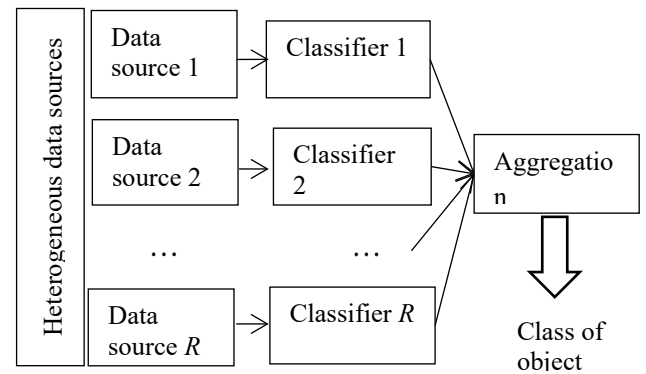 Heterogeneous data sources
Data
source 1
Classifier 1
Data
source 2
Classifier
2
Aggregatio
n
…
…
Data
source R
Classifier R
Class of
object